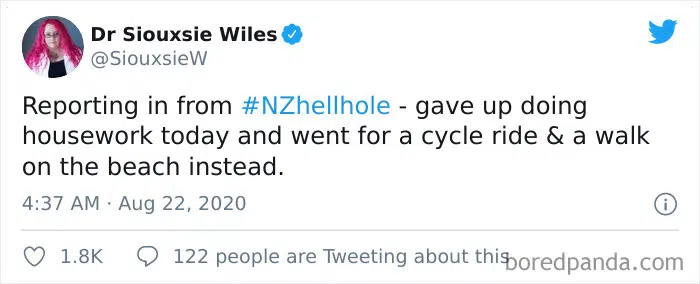 Dr Siouxsie Wiles
@SiouxsieW
Reporting in from #NZhellhole - gave up doing
housework today and went for a cycle ride & a walk
on the beach instead.
4:37 AM · Aug 22, 2020
1.8K 122 people are Tweeting about this
boredpanda.com